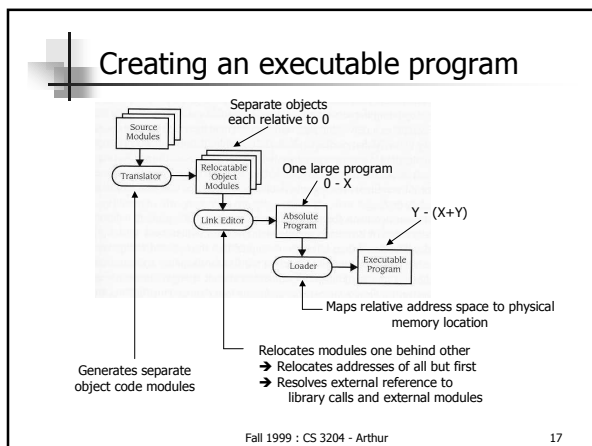 Creating an executable program
Separate objects
each relative to 0
Source
Modules
Translator
Relocatable
Object
Modules
One large program
0 - X
Link Editor
Absolute
Program
Y - (X+Y)
Loader
Executable
Program
Maps relative address space to physical
memory location
Relocates modules one behind other
➔ Relocates addresses of all but first
➔ Resolves external reference to
library calls and external modules
Generates separate
object code modules
Fall 1999 : CS 3204 - Arthur
17